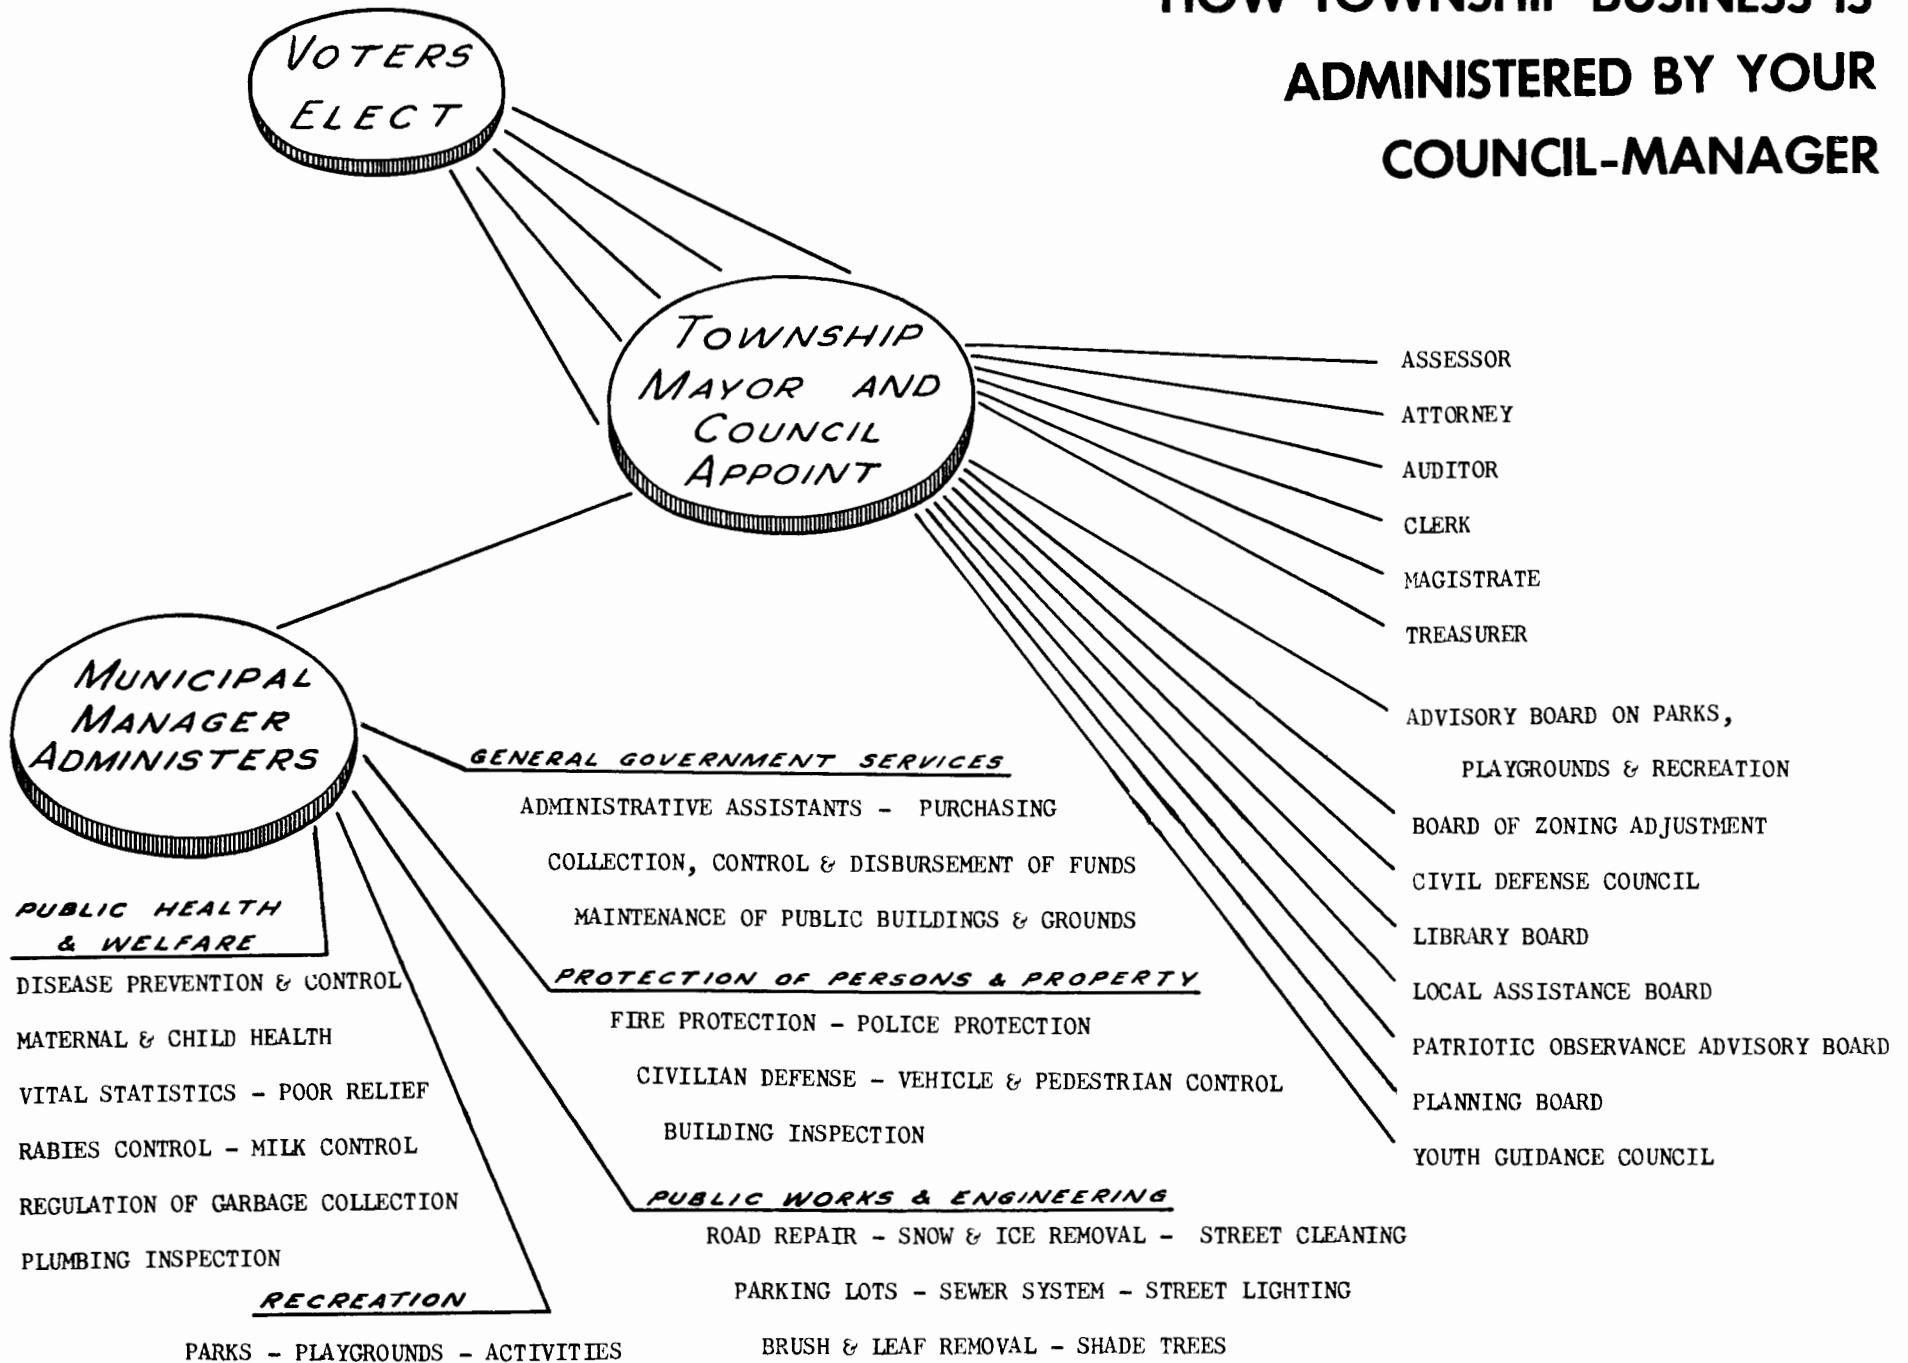 HOW TOWNSHIP BUSINESS IS
ADMINISTERED BY YOUR
COUNCIL-MANAGER
VOTERS
ELECT
TOWNSHIP
MAYOR AND
COUNCIL
APPOINT
ASSESSOR
ATTORNEY
AUDITOR
CLERK
MAGISTRATE
TREASURER
ADVISORY BOARD ON PARKS,
PLAYGROUNDS & RECREATION
BOARD OF ZONING ADJUSTMENT
CIVIL DEFENSE COUNCIL
LIBRARY BOARD
LOCAL ASSISTANCE BOARD
PATRIOTIC OBSERVANCE ADVISORY BOARD
PLANNING BOARD
YOUTH GUIDANCE COUNCIL
MUNICIPAL
MANAGER
ADMINISTERS
GENERAL GOVERNMENT SERVICES
ADMINISTRATIVE ASSISTANTS - PURCHASING
COLLECTION, CONTROL & DISBURSEMENT OF FUNDS
MAINTENANCE OF PUBLIC BUILDINGS & GROUNDS
PROTECTION OF PERSONS & PROPERTY
FIRE PROTECTION - POLICE PROTECTION
CIVILIAN DEFENSE - VEHICLE & PEDESTRIAN CONTROL
BUILDING INSPECTION
PUBLIC WORKS & ENGINEERING
ROAD REPAIR - SNOW & ICE REMOVAL - STREET CLEANING
PARKING LOTS - SEWER SYSTEM - STREET LIGHTING
BRUSH & LEAF REMOVAL - SHADE TREES
PUBLIC HEALTH
& WELFARE
DISEASE PREVENTION & CONTROL
MATERNAL & CHILD HEALTH
VITAL STATISTICS - POOR RELIEF
RABIES CONTROL - MILK CONTROL
REGULATION OF GARBAGE COLLECTION
PLUMBING INSPECTION
RECREATION
PARKS - PLAYGROUNDS - ACTIVITIES